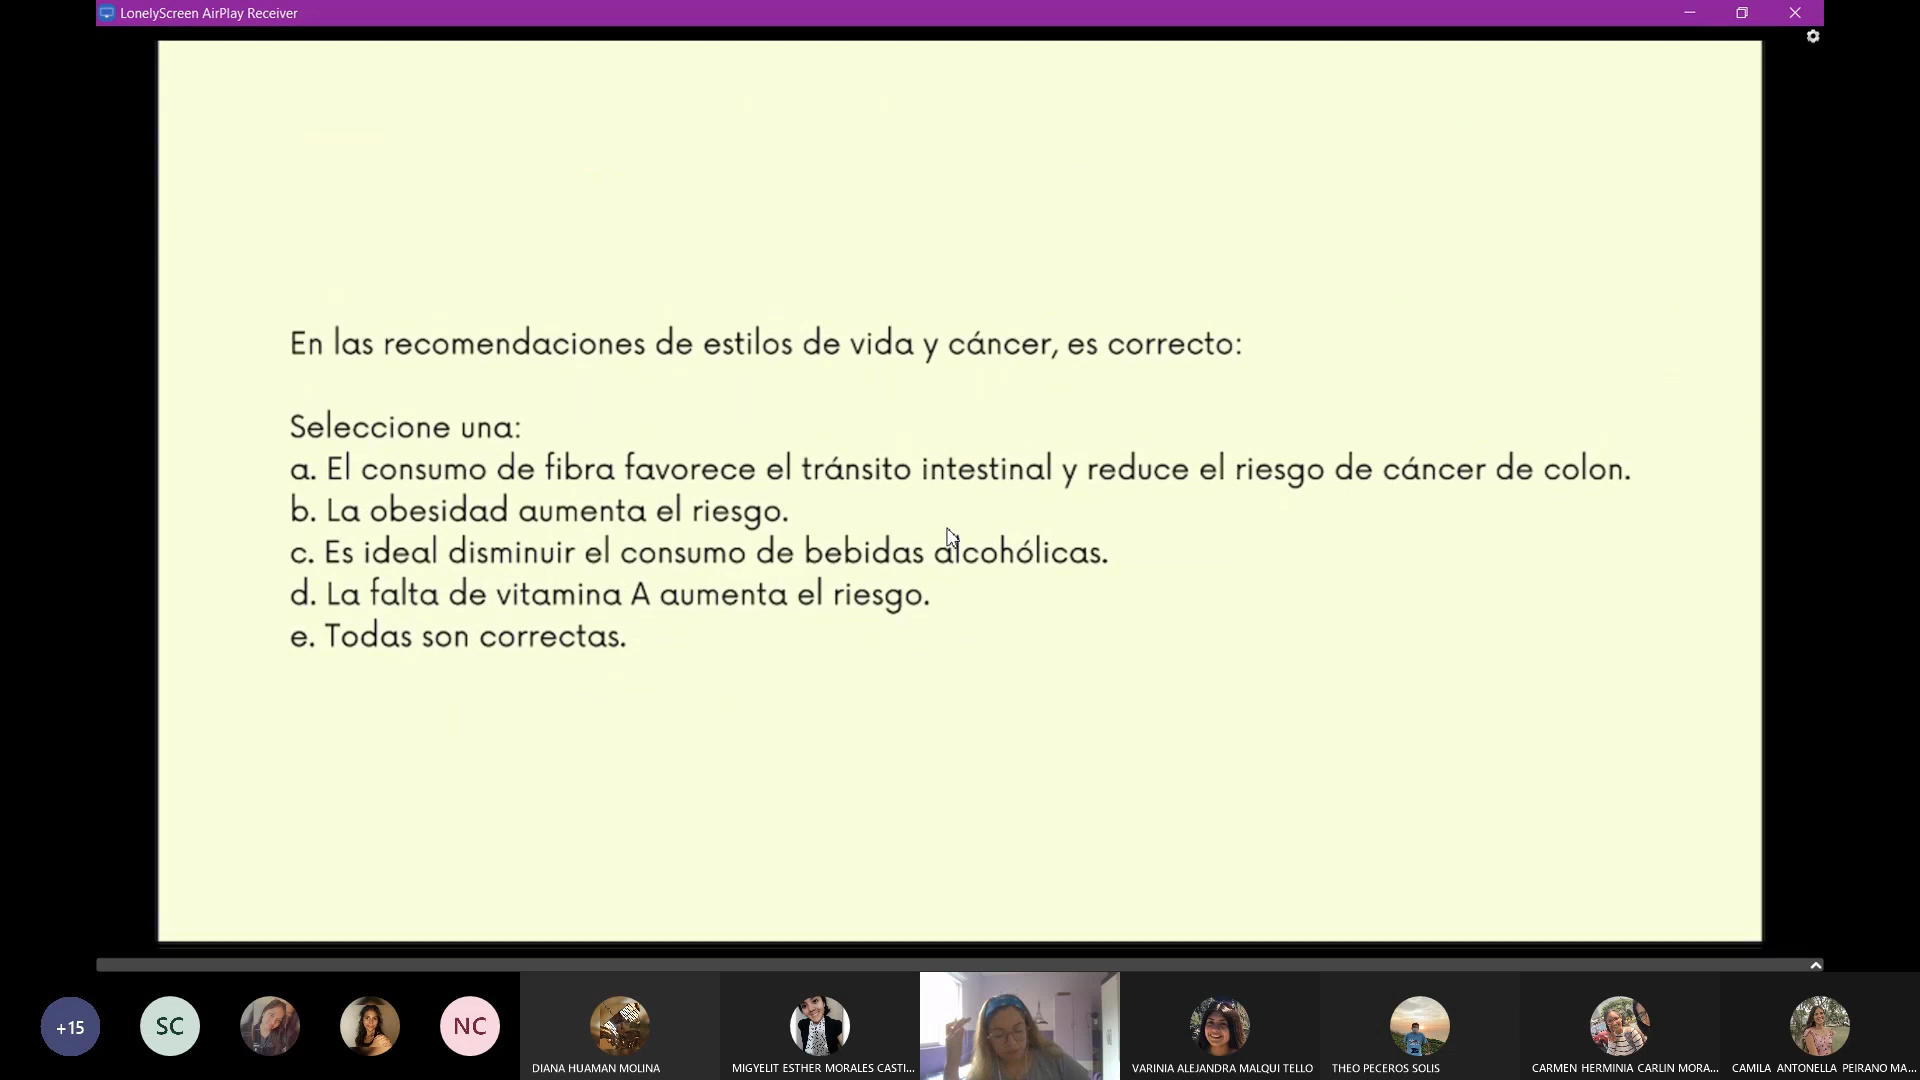 LonelyScreen AirPlay Receiver
En las recomendaciones de estilos de vida y cáncer, es correcto:
Seleccione una:
a. El consumo de fibra favorece el tránsito intestinal y reduce el riesgo de cáncer de colon.
b. La obesidad aumenta el riesgo.
c. Es ideal disminuir el consumo de bebidas alcohólicas.
d. La falta de vitamina A aumenta el riesgo.
e. Todas son correctas.
+15
SC
NC
DIANA HUAMAN MOLINA
MIGYELIT ESTHER MORALES CASTI...
VARINIA ALEJANDRA MALQUI TELLO
THEO PECEROS SOLIS
CARMEN HERMINIA CARLIN MORA...
CAMILA ANTONELLA PEIRANO MA...